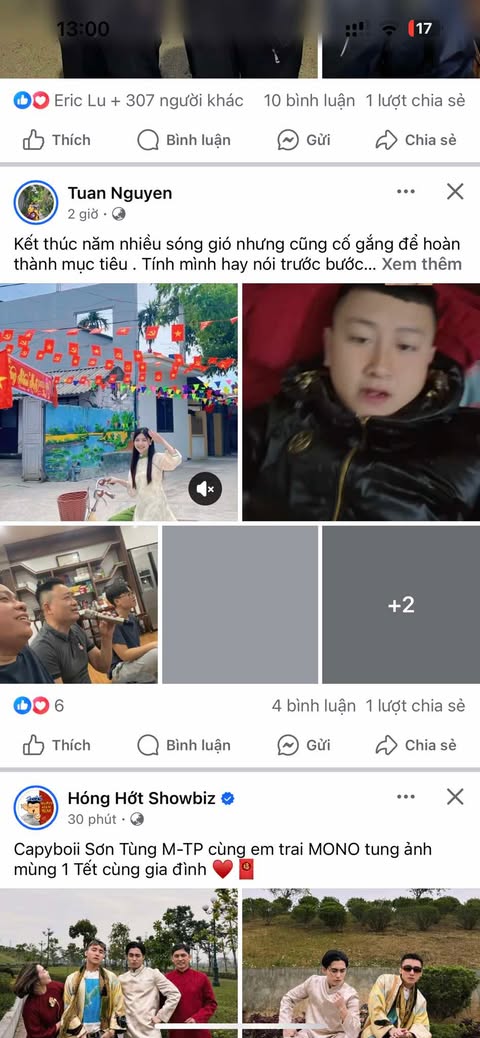 13:00
17
Eric Lu + 307 người khác 10 bình luận 1 lượt chia sẻ
Thích Bình luận Gửi Chia sẻ
Tuan Nguyen
2 giờ ·
Kết thúc năm nhiều sóng gió nhưng cũng cố gắng để hoàn
thành mục tiêu . Tính mình hay nói trước bước... Xem thêm
+2
6 4 bình luận 1 lượt chia sẻ
Thích Bình luận Gửi Chia sẻ
Hóng Hớt Showbiz
30 phút ·
Capyboii Sơn Tùng M-TP cùng em trai MONO tung ảnh
mùng 1 Tết cùng gia đình ❤️🧧